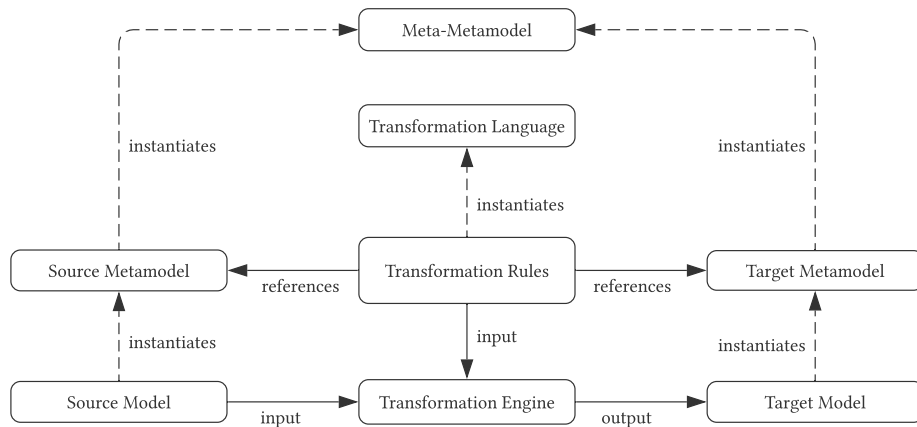 Meta-Metamodel
instantiates
Transformation Language
instantiates
instantiates
Source Metamodel
references
Transformation Rules
references
Target Metamodel
instantiates
input
instantiates
Source Model
input
Transformation Engine
output
Target Model